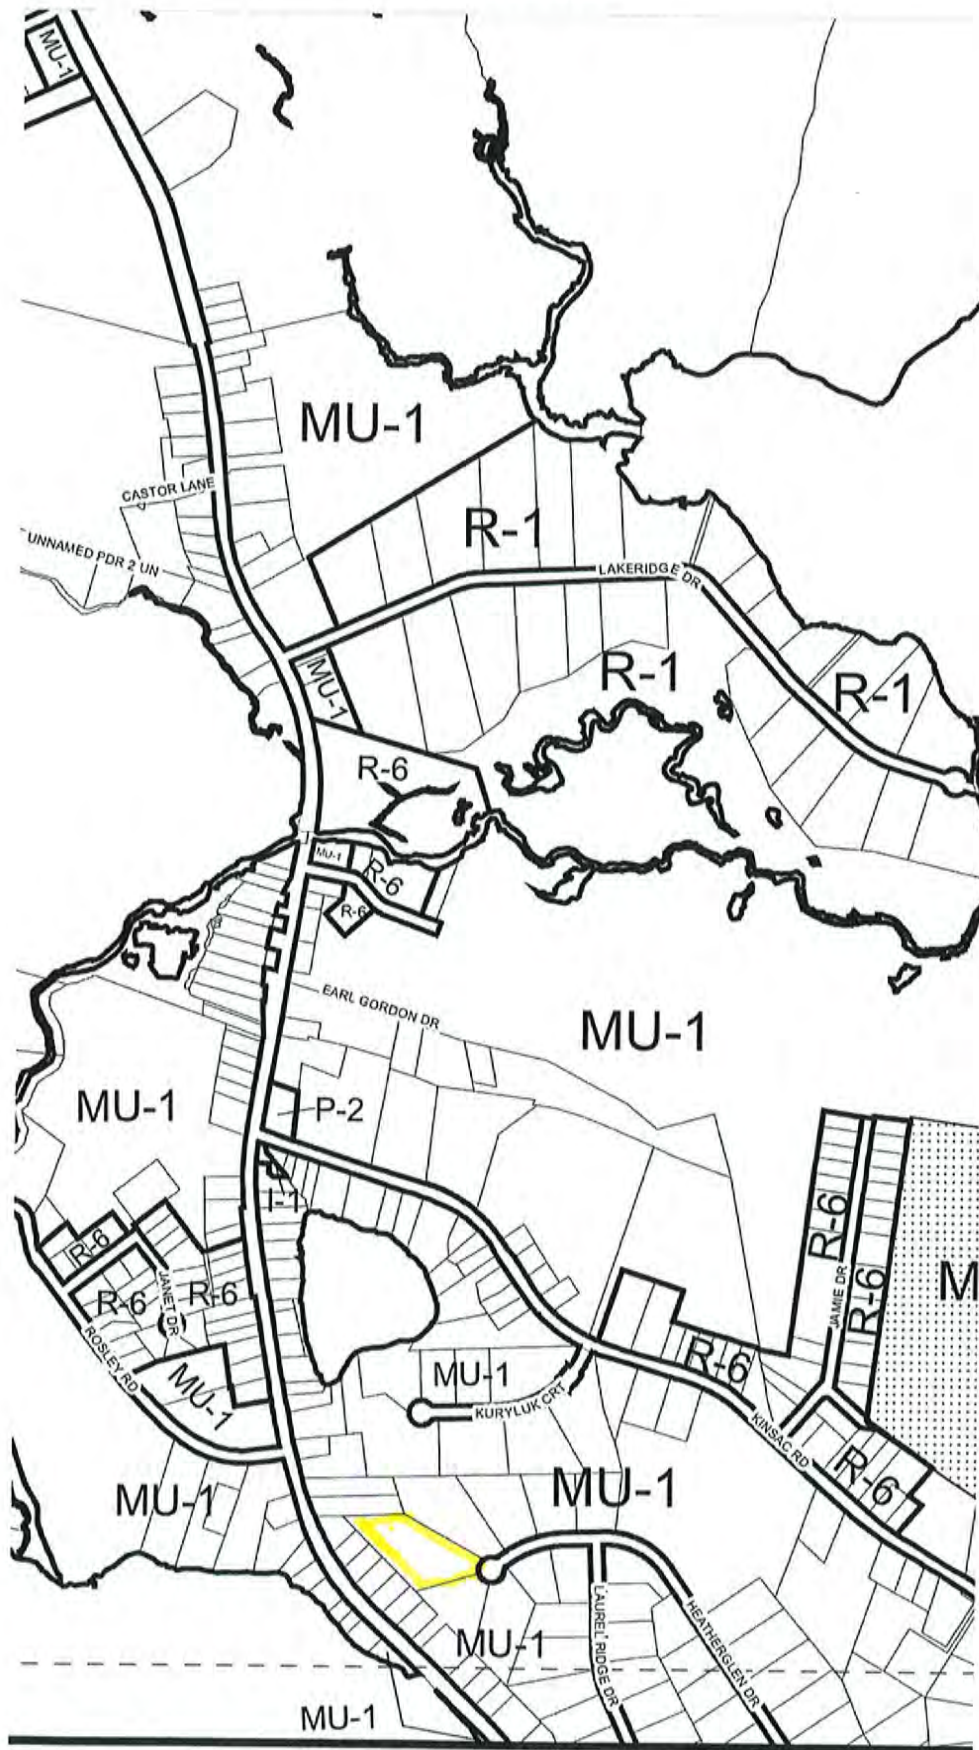 MU-1
MU-1
CASTOR LANE
R-1
UNNAMED PDR 2 UN
LAKERIDGE DR
MU-1
R-1
R-1
R-6
MU-1
R-6
R-6
EARL GORDON DR
MU-1
MU-1
P-2
I-1
R-6
R-6
R-6
JANET DR
R-6
R-6
JAMIE DR
M
ROSLEY RD
MU-1
MU-1
KURYLUK CRT
R-6
KINSAC RD
R-6
MU-1
MU-1
LAUREL RIDGE DR
HEATHERGLEN DR
MU-1
MU-1